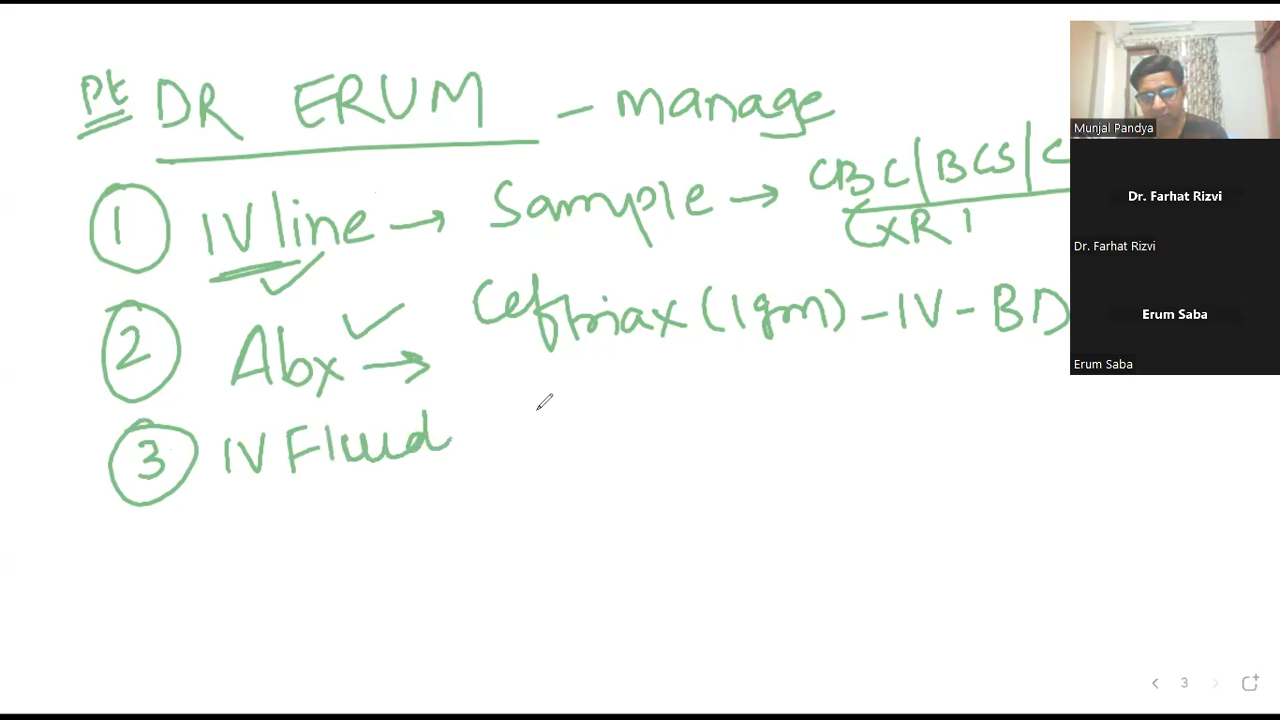 Pt DR ERUM - manage
1 IV line → Sample → CBC/BCS/C
CXR
2 Abx → Ceftriax (1gm) - IV - BD
3 IV Fluid
Munjal Pandya
Dr. Farhat Rizvi
Dr. Farhat Rizvi
Erum Saba
Erum Saba
3